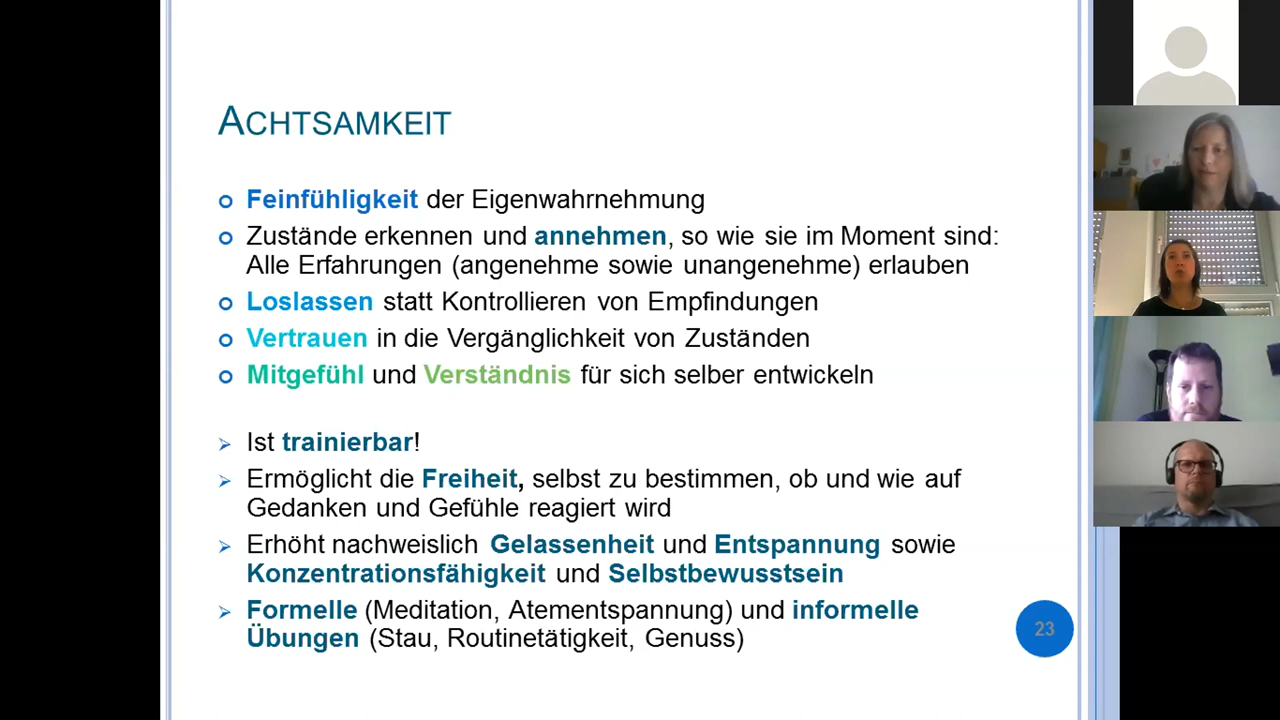 ACHTSAMKEIT
Feinfühligkeit der Eigenwahrnehmung
Zustände erkennen und annehmen, so wie sie im Moment sind:
Alle Erfahrungen (angenehme sowie unangenehme) erlauben
Loslassen statt Kontrollieren von Empfindungen
Vertrauen in die Vergänglichkeit von Zuständen
Mitgefühl und Verständnis für sich selber entwickeln
Ist trainierbar!
Ermöglicht die Freiheit, selbst zu bestimmen, ob und wie auf
Gedanken und Gefühle reagiert wird
Erhöht nachweislich Gelassenheit und Entspannung sowie
Konzentrationsfähigkeit und Selbstbewusstsein
Formelle (Meditation, Atementspannung) und informelle
Übungen (Stau, Routinetätigkeit, Genuss)
23